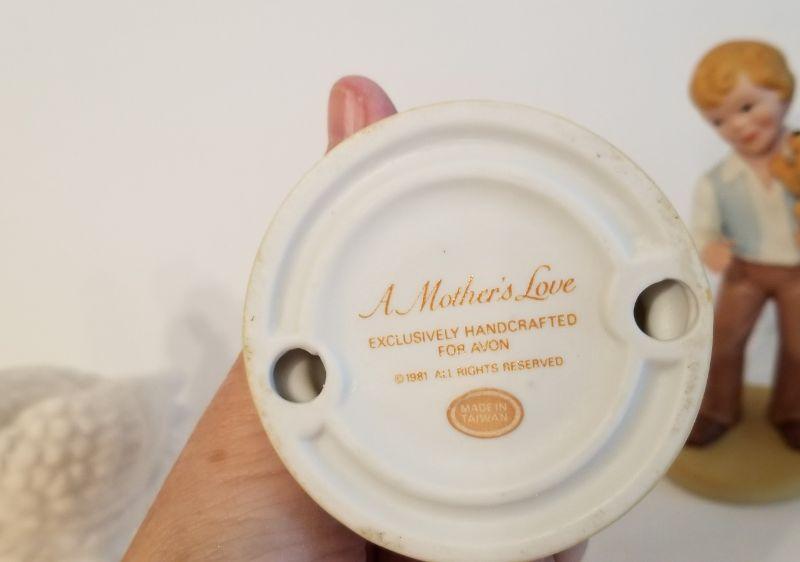 A Mother's Love
EXCLUSIVELY HANDCRAFTED
FOR AVON
© 1981 ALL RIGHTS RESERVED
MADE IN
TAIWAN